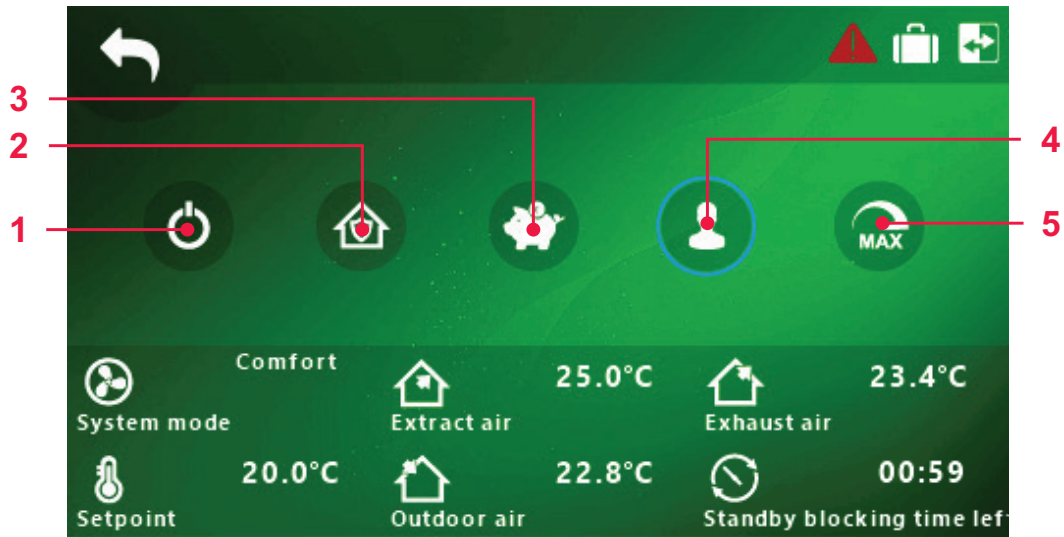 3
2
4
1
5
MAX
Comfort
25.0°C
23.4°C
System mode
Extract air
Exhaust air
20.0°C
22.8°C
00:59
Setpoint
Outdoor air
Standby blocking time lef